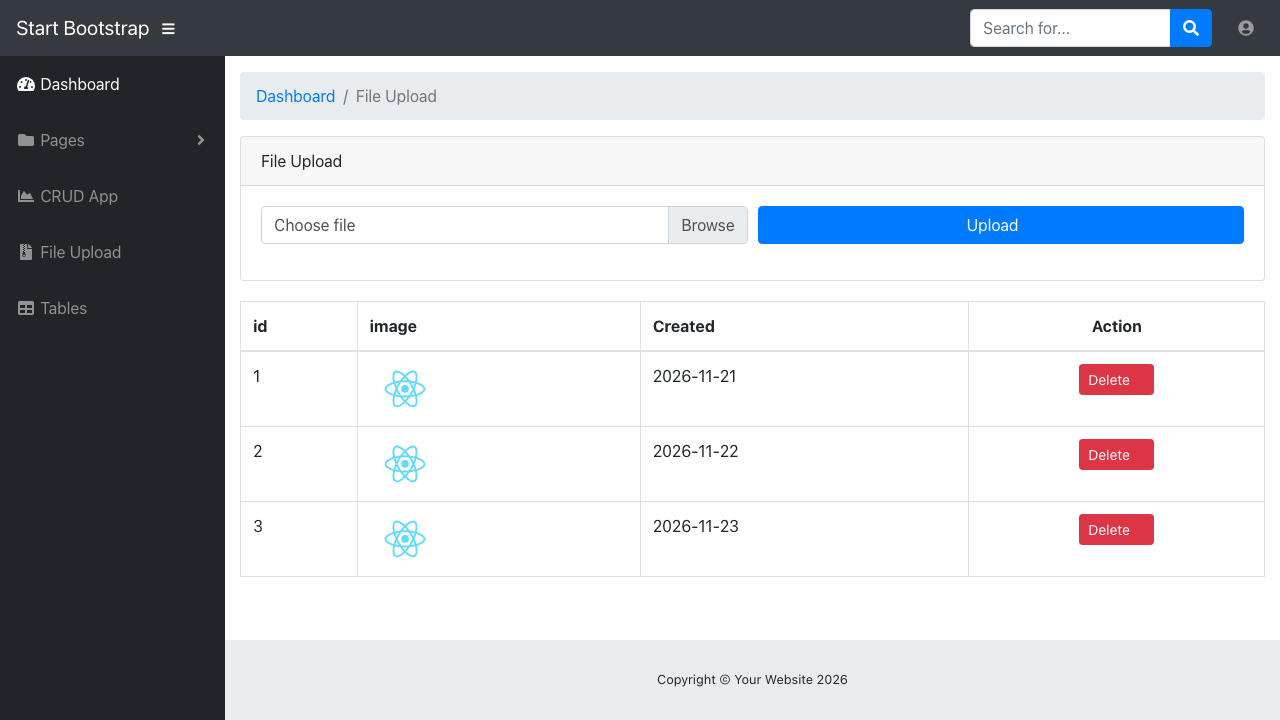 Start Bootstrap
Search for...
Dashboard
Pages
CRUD App
File Upload
Tables
Dashboard / File Upload
File Upload
Choose file Browse Upload
id image Created Action
1 2026-11-21 Delete
2 2026-11-22 Delete
3 2026-11-23 Delete
Copyright © Your Website 2026